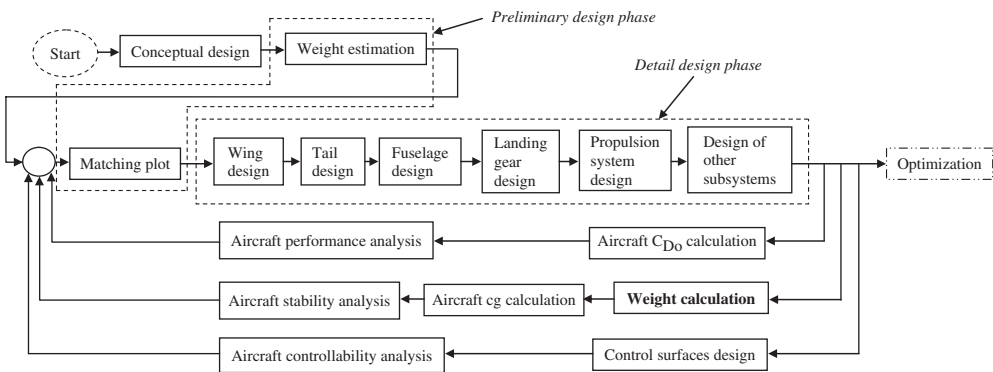 Preliminary design phase
Start
Conceptual design
Weight estimation
Detail design phase
Matching plot
Wing
design
Tail
design
Fuselage
design
Landing
gear
design
Propulsion
system
design
Design of
other
subsystems
Optimization
Aircraft performance analysis
Aircraft CDo calculation
Aircraft stability analysis
Aircraft cg calculation
Weight calculation
Aircraft controllability analysis
Control surfaces design